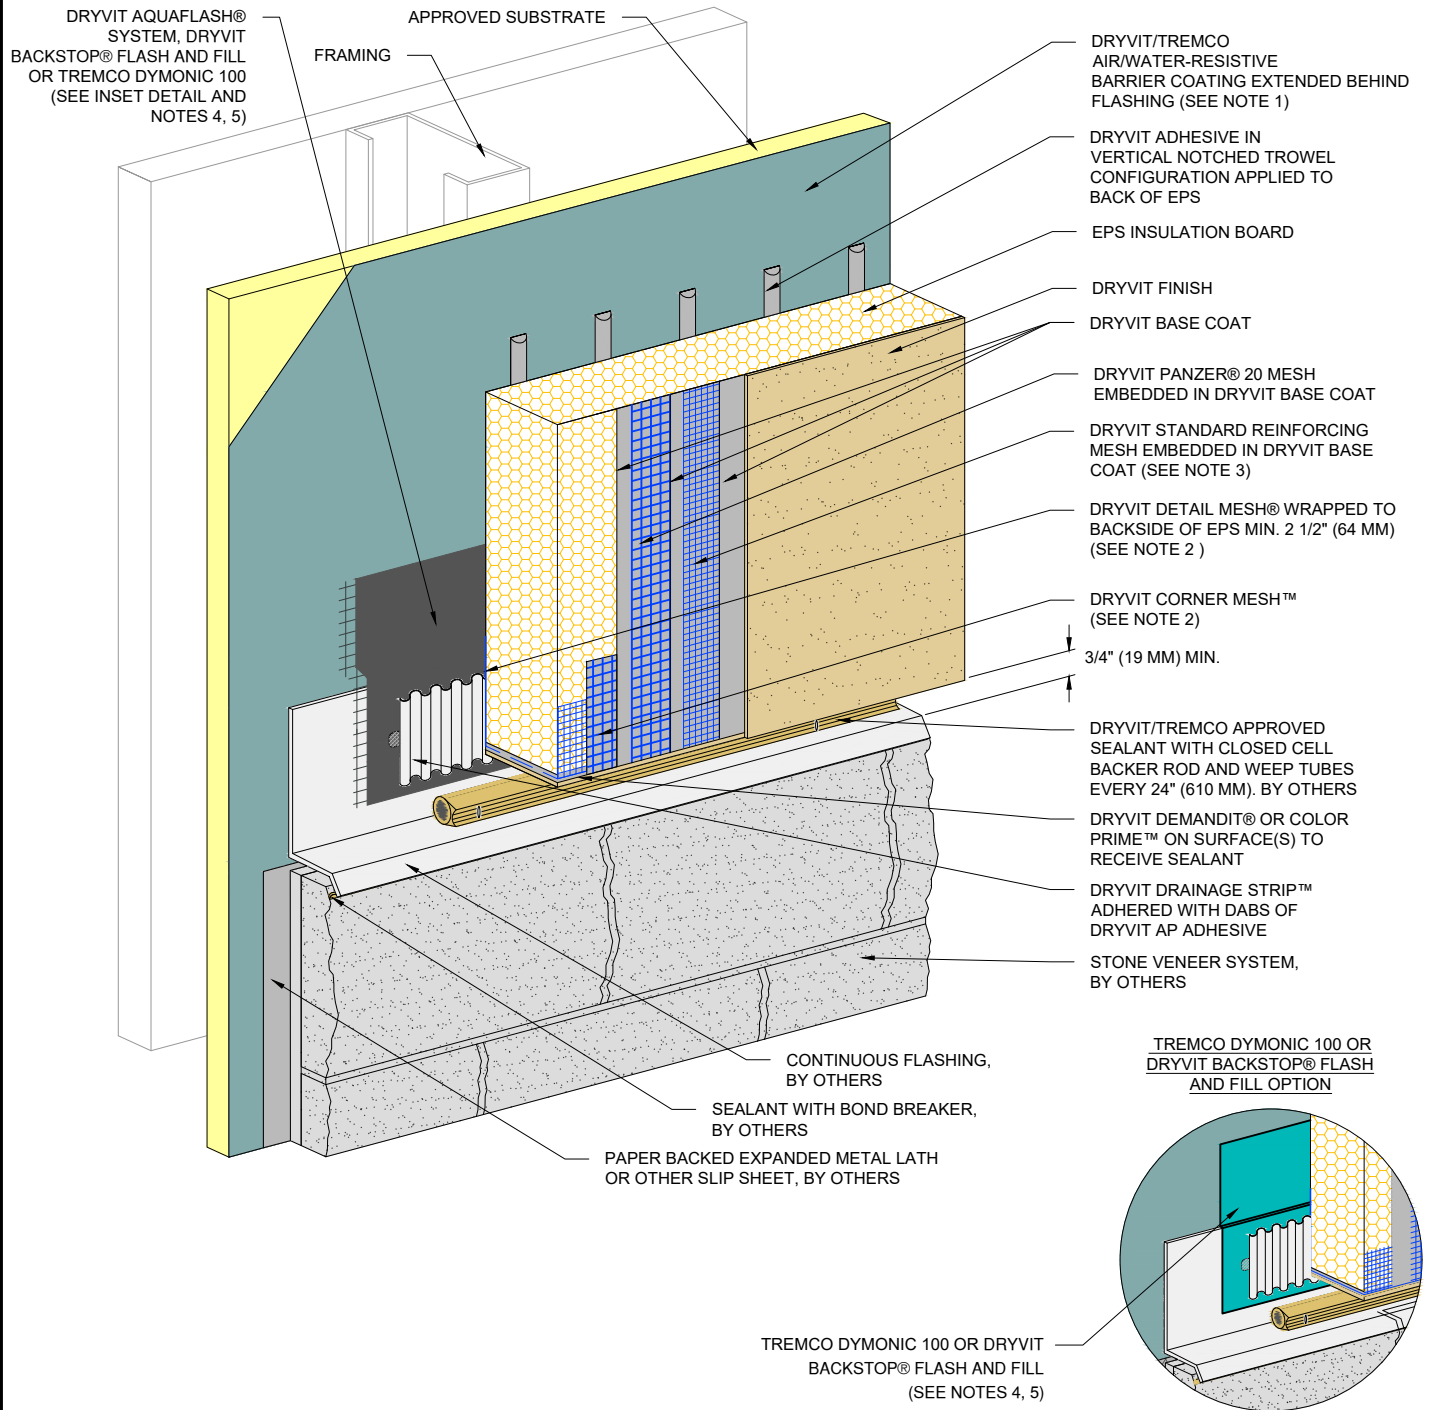 DRYVIT AQUAFLASH®
SYSTEM, DRYVIT
BACKSTOP® FLASH AND FILL
OR TREMCO DYMONIC 100
(SEE INSET DETAIL AND
NOTES 4, 5)
FRAMING
APPROVED SUBSTRATE
DRYVIT/TREMCO
AIR/WATER-RESISTIVE
BARRIER COATING EXTENDED BEHIND
FLASHING (SEE NOTE 1)
DRYVIT ADHESIVE IN
VERTICAL NOTCHED TROWEL
CONFIGURATION APPLIED TO
BACK OF EPS
EPS INSULATION BOARD
DRYVIT FINISH
DRYVIT BASE COAT
DRYVIT PANZER® 20 MESH
EMBEDDED IN DRYVIT BASE COAT
DRYVIT STANDARD REINFORCING
MESH EMBEDDED IN DRYVIT BASE
COAT (SEE NOTE 3)
DRYVIT DETAIL MESH® WRAPPED TO
BACKSIDE OF EPS MIN. 2 1/2" (64 MM)
(SEE NOTE 2 )
DRYVIT CORNER MESH™
(SEE NOTE 2)
3/4" (19 MM) MIN.
DRYVIT/TREMCO APPROVED
SEALANT WITH CLOSED CELL
BACKER ROD AND WEEP TUBES
EVERY 24" (610 MM). BY OTHERS
DRYVIT DEMANDIT® OR COLOR
PRIME™ ON SURFACE(S) TO
RECEIVE SEALANT
DRYVIT DRAINAGE STRIP™
ADHERED WITH DABS OF
DRYVIT AP ADHESIVE
STONE VENEER SYSTEM,
BY OTHERS
CONTINUOUS FLASHING,
BY OTHERS
SEALANT WITH BOND BREAKER,
BY OTHERS
PAPER BACKED EXPANDED METAL LATH
OR OTHER SLIP SHEET, BY OTHERS
TREMCO DYMONIC 100 OR
DRYVIT BACKSTOP® FLASH
AND FILL OPTION
TREMCO DYMONIC 100 OR DRYVIT
BACKSTOP® FLASH AND FILL
(SEE NOTES 4, 5)